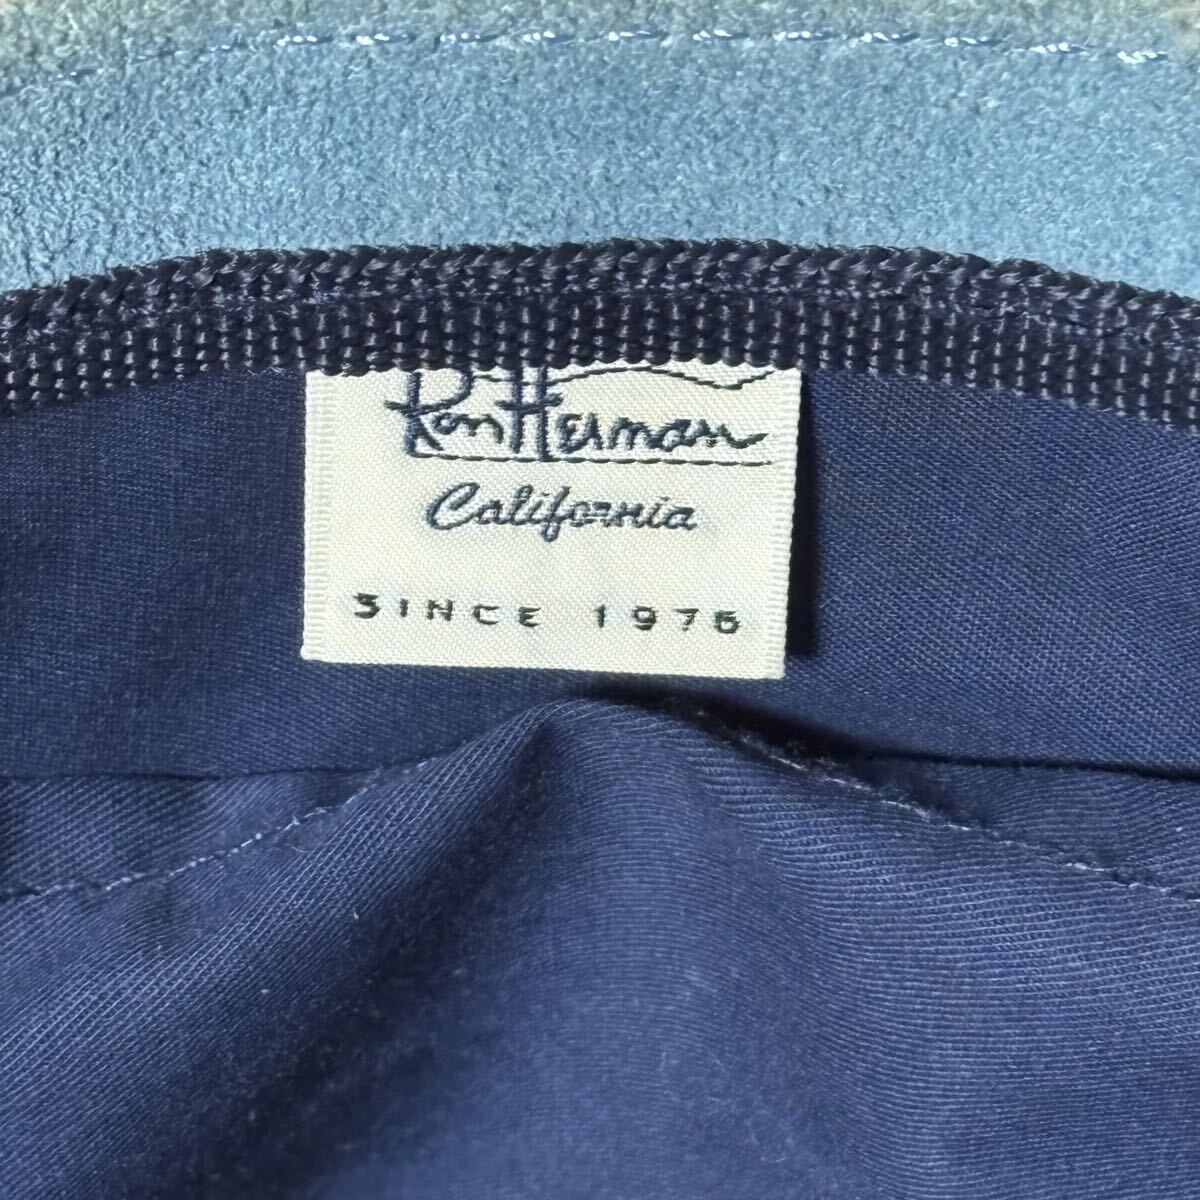 Ron Herman
California
SINCE 1976